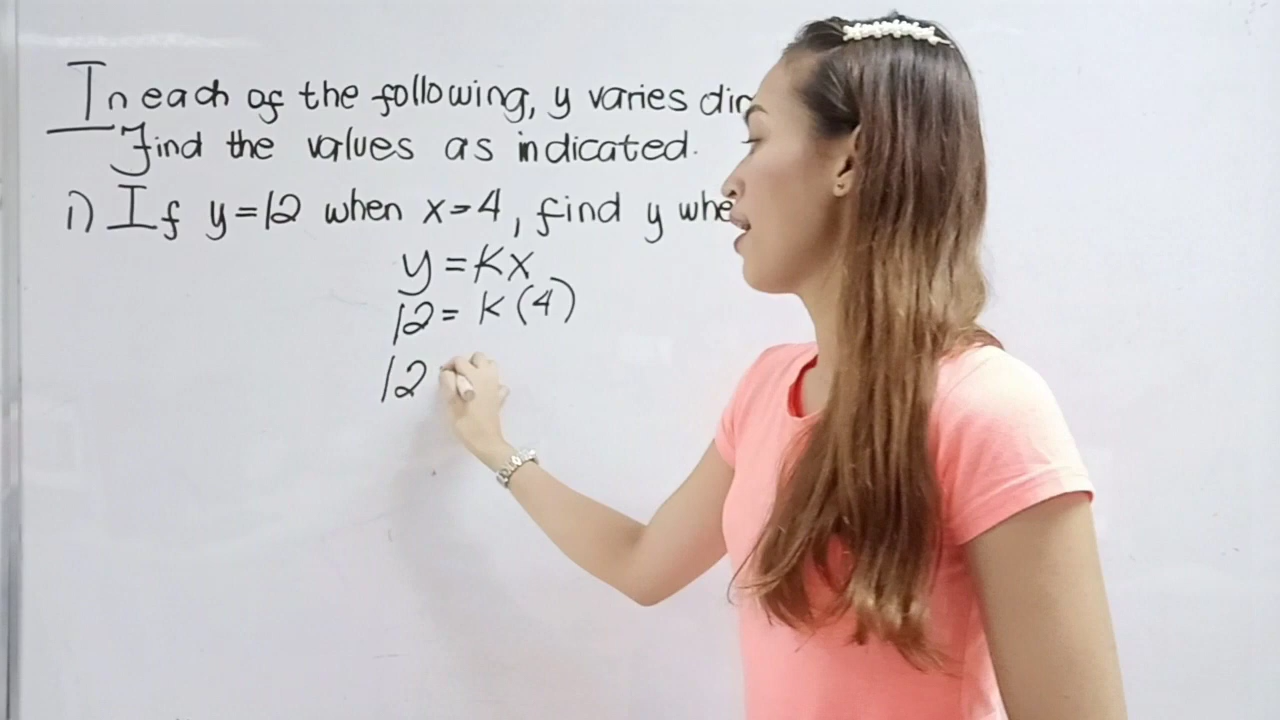 In each of the following, y varies dir
Find the values as indicated.
1) If y=12 when x=4, find y whe
y = kx
12 = k(4)
12